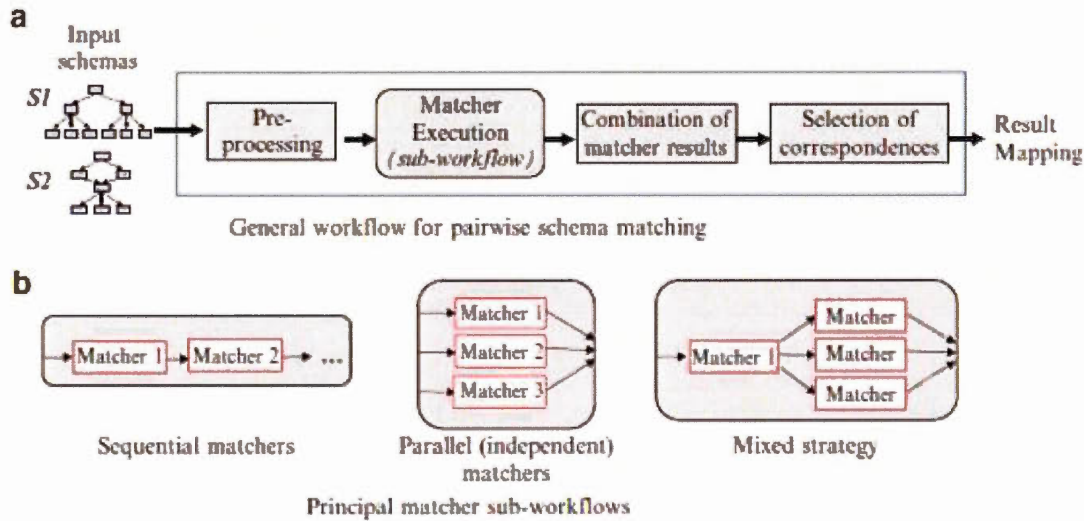 a
Input
schemas
S1
S2
Pre-
processing
Matcher
Execution
(sub-workflow)
Combination of
matcher results
Selection of
correspondences
Result
Mapping
General workflow for pairwise schema matching
b
Matcher 1
Matcher 2
...
Sequential matchers
Matcher 1
Matcher 2
Matcher 3
Parallel (independent)
matchers
Matcher 1
Matcher
Matcher
Matcher
Mixed strategy
Principal matcher sub-workflows